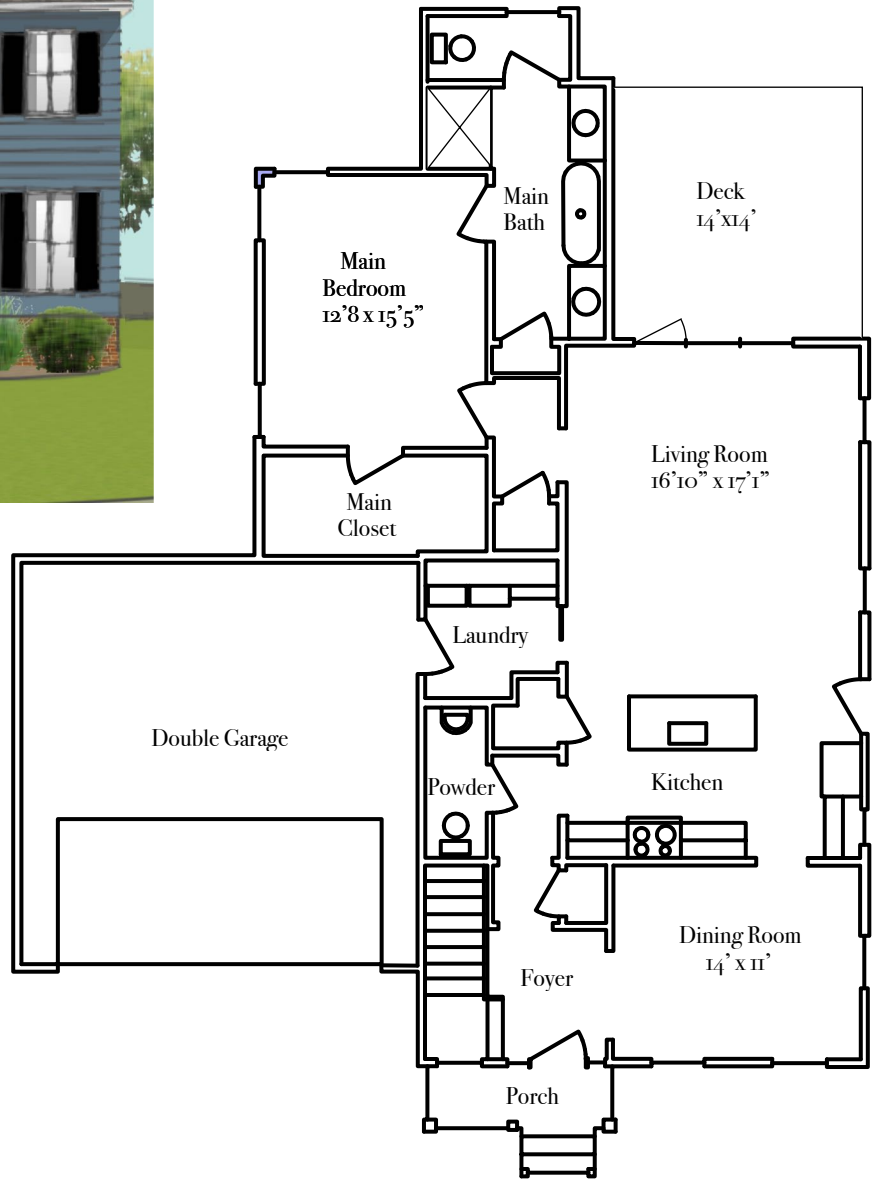 Main
Bath
Deck
14'x14'
Main
Bedroom
12'8 x 15'5”
Living Room
16'10” x 17'1”
Main
Closet
Laundry
Double Garage
Powder
Kitchen
Dining Room
14' x 11'
Foyer
Porch